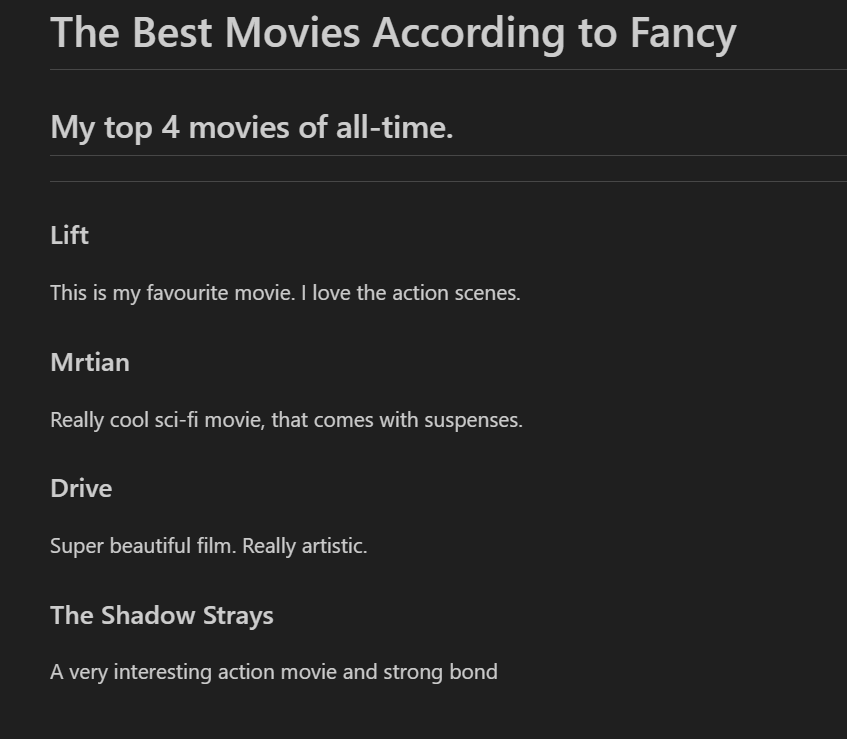 The Best Movies According to Fancy
My top 4 movies of all-time.
Lift
This is my favourite movie. I love the action scenes.
Mrtian
Really cool sci-fi movie, that comes with suspenses.
Drive
Super beautiful film. Really artistic.
The Shadow Strays
A very interesting action movie and strong bond